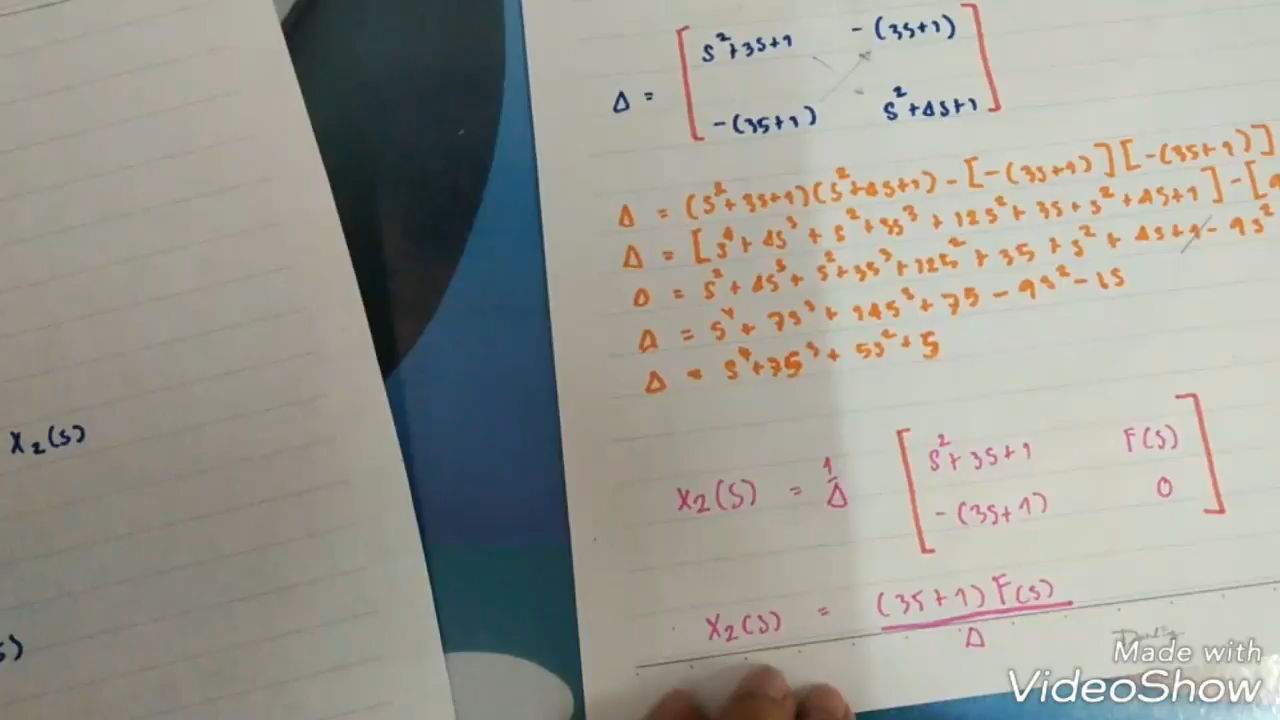 s²+3s+1 -(3s+1)
Δ =
-(3s+1) s²+4s+1
Δ = (s²+3s+1)(s²+4s+1) - [-(3s+1)][-(3s+1)]
Δ = [s⁴+4s³+s²+3s³+12s²+3s+s²+4s+1] - [9
Δ = s²+4s³+s²+3s³+12s²+3s+s²+4s+1-9s²
Δ = s⁴+7s³+14s³+7s-9s²-6s
Δ = s⁴+7s³+5s²+s
X₂(s)
s²+3s+1 F(s)
X₂(s) = 1/Δ
-(3s+1) 0
X₂(s) = (3s+1)F(s)
Δ
s)
Made with
VideoShow